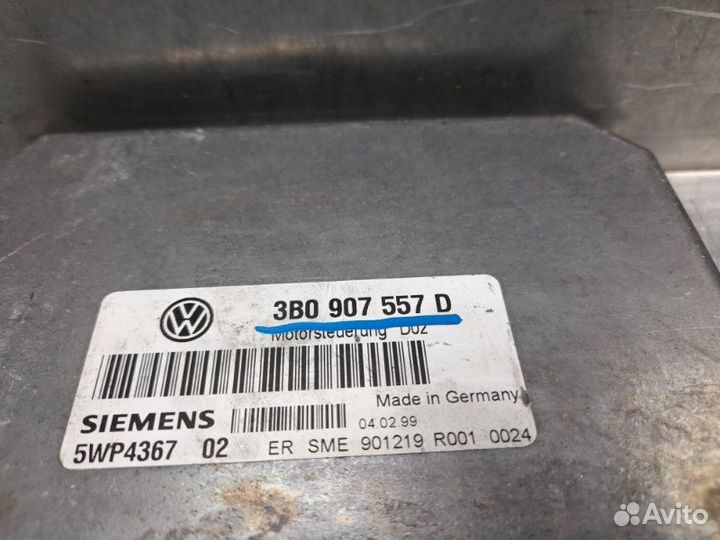 3B0 907 557 D
Motorsteuerung D02
Made in Germany
SIEMENS
04.02.99
5WP4367 02 ER SME 901219 R001 0024
Avito